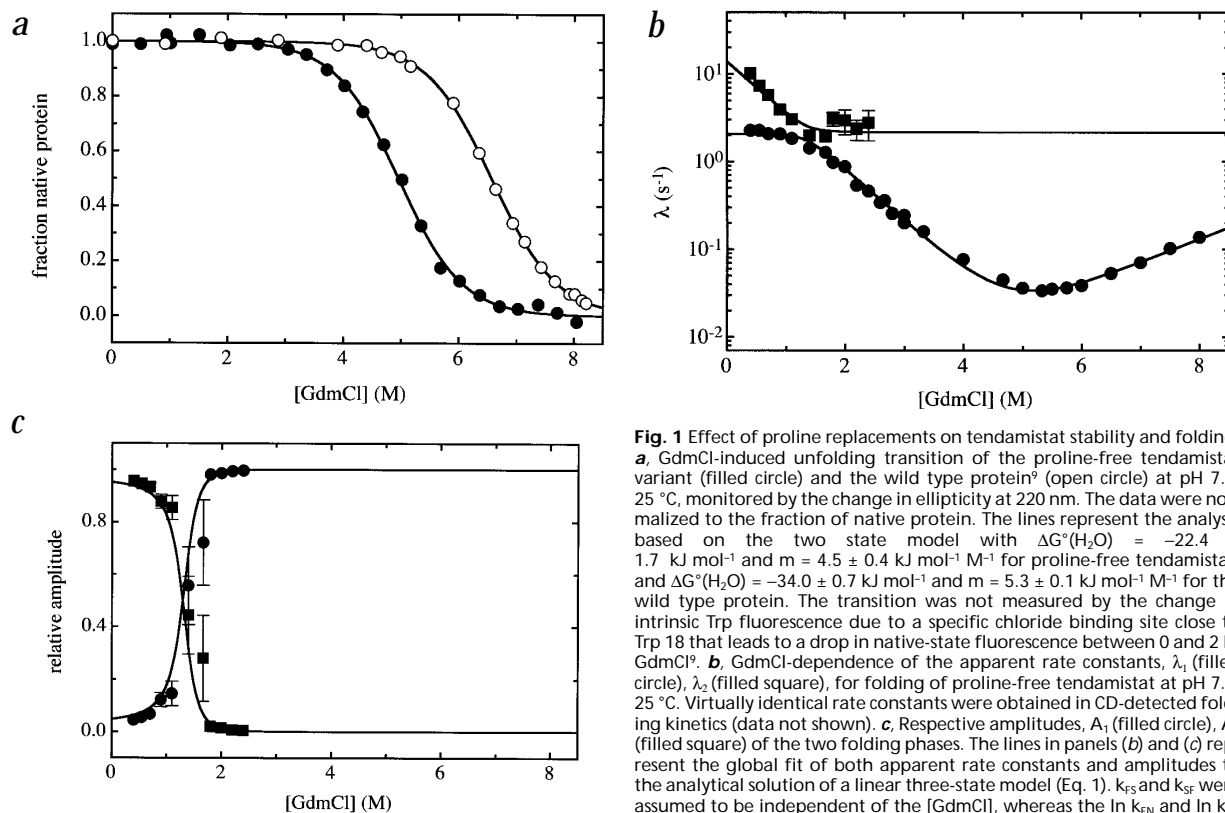 a
1.0
0.8
0.6
0.4
0.2
0.0
fraction native protein
0
2
4
6
8
[GdmCl] (M)
b
10¹
10⁰
10⁻¹
10⁻²
λ (s⁻¹)
0
2
4
6
8
[GdmCl] (M)
c
0.8
0.4
0.0
relative amplitude
0
2
4
6
8
[GdmCl] (M)
Fig. 1 Effect of proline replacements on tendamistat stability and folding
a, GdmCl-induced unfolding transition of the proline-free tendamista
variant (filled circle) and the wild type protein⁹ (open circle) at pH 7.
25 °C, monitored by the change in ellipticity at 220 nm. The data were no
malized to the fraction of native protein. The lines represent the analys
based on the two state model with ΔG°(H₂O) = –22.4
1.7 kJ mol⁻¹ and m = 4.5 ± 0.4 kJ mol⁻¹ M⁻¹ for proline-free tendamista
and ΔG°(H₂O) = –34.0 ± 0.7 kJ mol⁻¹ and m = 5.3 ± 0.1 kJ mol⁻¹ M⁻¹ for th
wild type protein. The transition was not measured by the change
intrinsic Trp fluorescence due to a specific chloride binding site close t
Trp 18 that leads to a drop in native-state fluorescence between 0 and 2
GdmCl⁹. b, GdmCl-dependence of the apparent rate constants, λ₁ (fille
circle), λ₂ (filled square), for folding of proline-free tendamistat at pH 7.
25 °C. Virtually identical rate constants were obtained in CD-detected fol
ing kinetics (data not shown). c, Respective amplitudes, A₁ (filled circle), A
(filled square) of the two folding phases. The lines in panels (b) and (c) rep
resent the global fit of both apparent rate constants and amplitudes t
the analytical solution of a linear three-state model (Eq. 1). k_FS and k_SF wer
assumed to be independent of the [GdmCl], whereas the ln k_FN and ln k